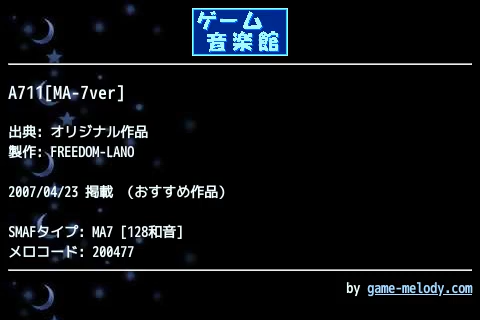 ゲーム
音楽館
A711[MA-7ver]
出典: オリジナル作品
製作: FREEDOM-LANO
2007/04/23 掲載 (おすすめ作品)
SMAFタイプ: MA7 [128和音]
メロコード: 200477
by game-melody.com